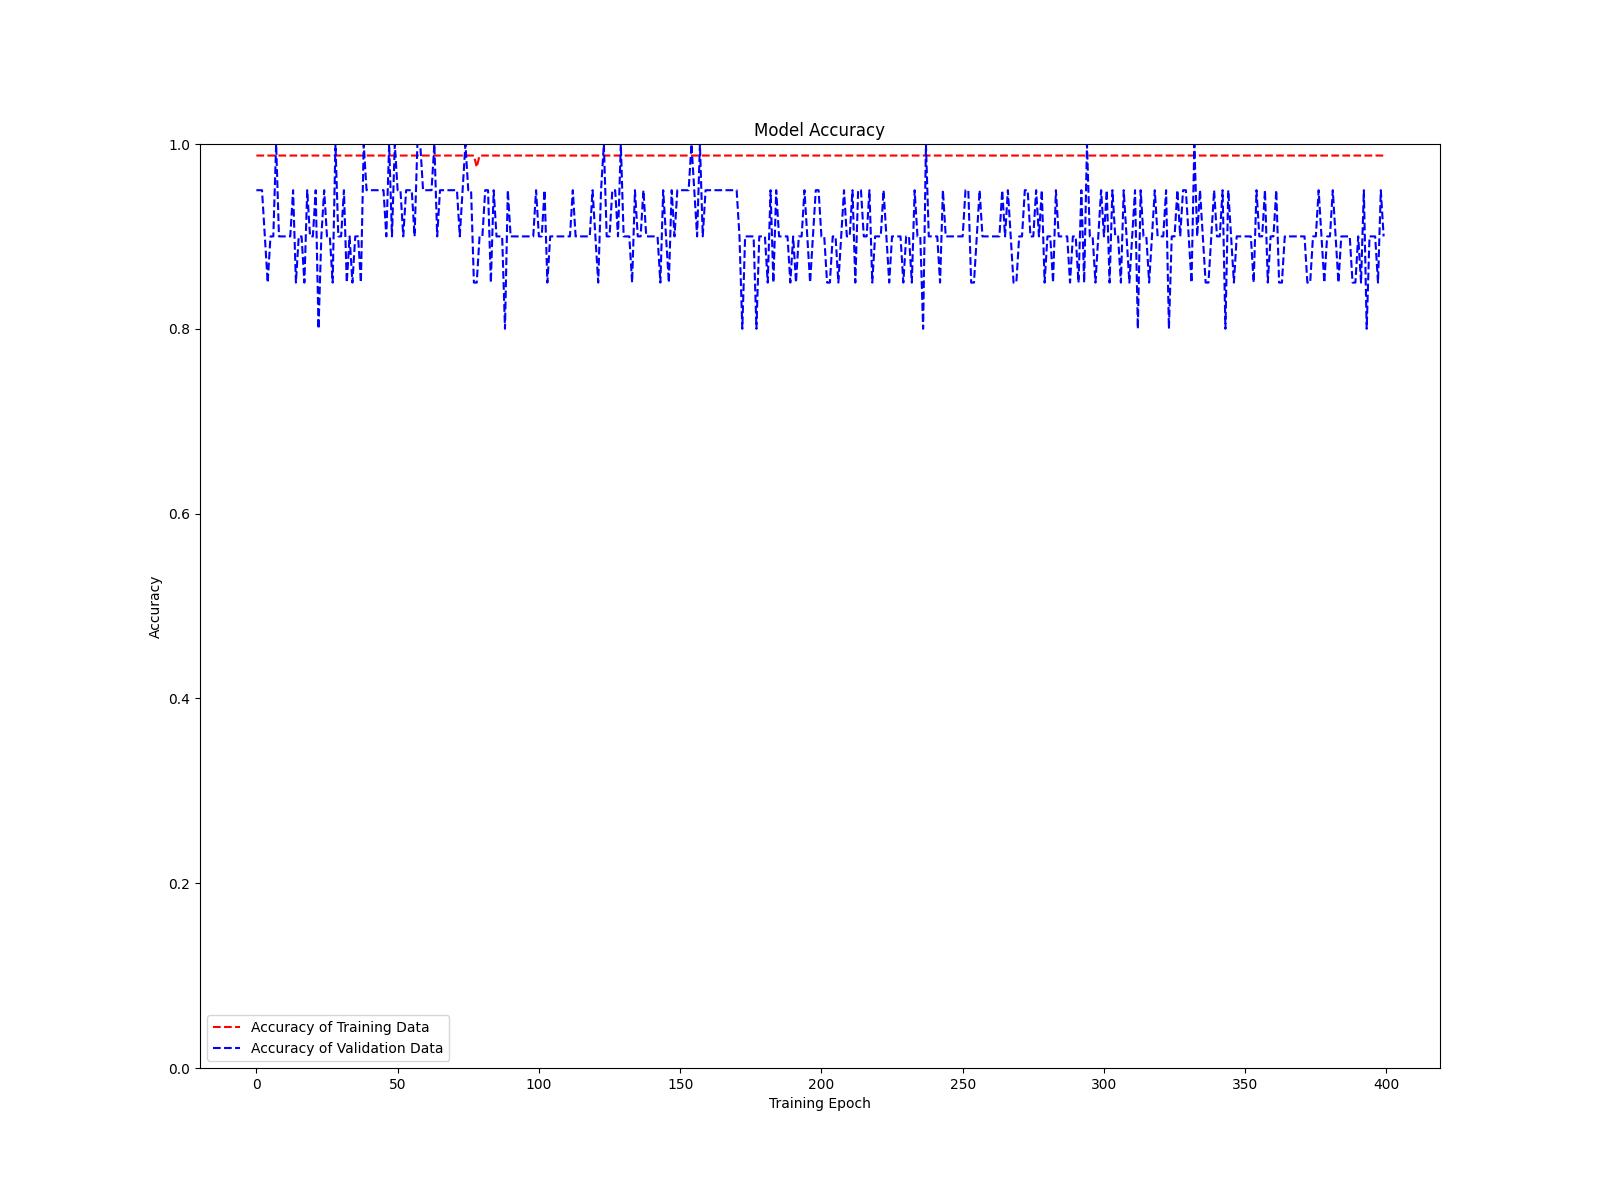 Model Accuracy
1.0
0.8
0.6
0.4
0.2
0.0
Accuracy
Accuracy of Training Data
Accuracy of Validation Data
0 50 100 150 200 250 300 350 400
Training Epoch